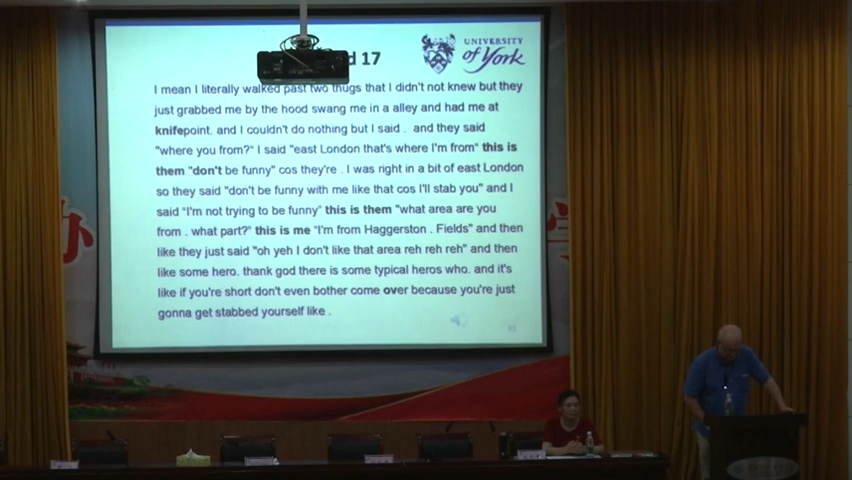 d 17
UNIVERSITY
of York
I mean I literally walked past two thugs that I didn't not knew but they
just grabbed me by the hood swang me in a alley and had me at
knifepoint. and I couldn't do nothing but I said . and they said
"where you from?" I said "east London that's where I'm from" this is
them "don't be funny" cos they're . I was right in a bit of east London
so they said "don't be funny with me like that cos I'll stab you" and I
said "I'm not trying to be funny" this is them "what area are you
from . what part?" this is me "I'm from Haggerston . Fields" and then
like they just said "oh yeh I don't like that area reh reh reh" and then
like some hero. thank god there is some typical heros who. and it's
like if you're short don't even bother come over because you're just
gonna get stabbed yourself like .